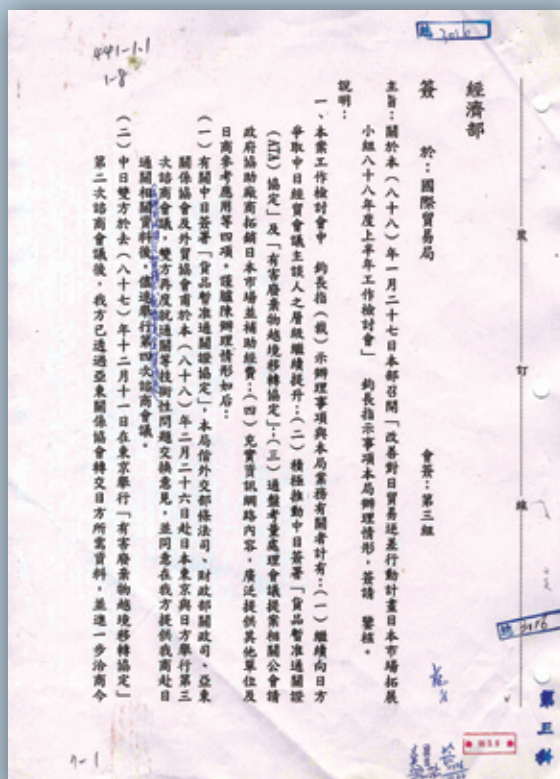 441-1.1
1-8
經濟部
簽 於：國際貿易局
會簽：第三組
主旨：關於本（八十八）年一月二十七日本部召開「改善對日貿易逆差行動計畫日本市場拓展
小組八十八年度上半年工作檢討會」 鈞長指示事項本局辦理情形，簽請 鑒核。
說明：
一、本案工作檢討會中 鈞長指（裁）示辦理事項與本局業務有關者計有：（一）繼續向日方
爭取中日經貿會議主談人之層級繼續提升；（二）積極推動中日簽署「貨品暫准通關證
（ATA）協定」及「有害廢棄物越境移轉協定」；（三）通盤考量處理會議提案相關公會請
政府協助廠商拓銷日本市場並補助經費；（四）充實資訊網路內容，廣泛提供其他單位及
日商參考應用等四項，謹臚陳辦理情形如后：
（一）有關中日簽署「貨品暫准通關證協定」，本局偕外交部條法司、財政部關政司、亞東
關係協會及外貿協會商於本（八十八）年二月二十六日赴日本東京與日方舉行第三
次諮商會議，雙方再度就通關等技術性問題交換意見，並同意在我方提供我商赴日
通關相關資料後，儘速舉行第四次諮商會議。
（二）中日雙方於去（八十七）年十二月十一日在東京舉行「有害廢棄物越境移轉協定」
第二次諮商會議後，我方已透過亞東關係協會轉交日方所需資料，並進一步洽商今
裝
訂
線
第三科
7-1